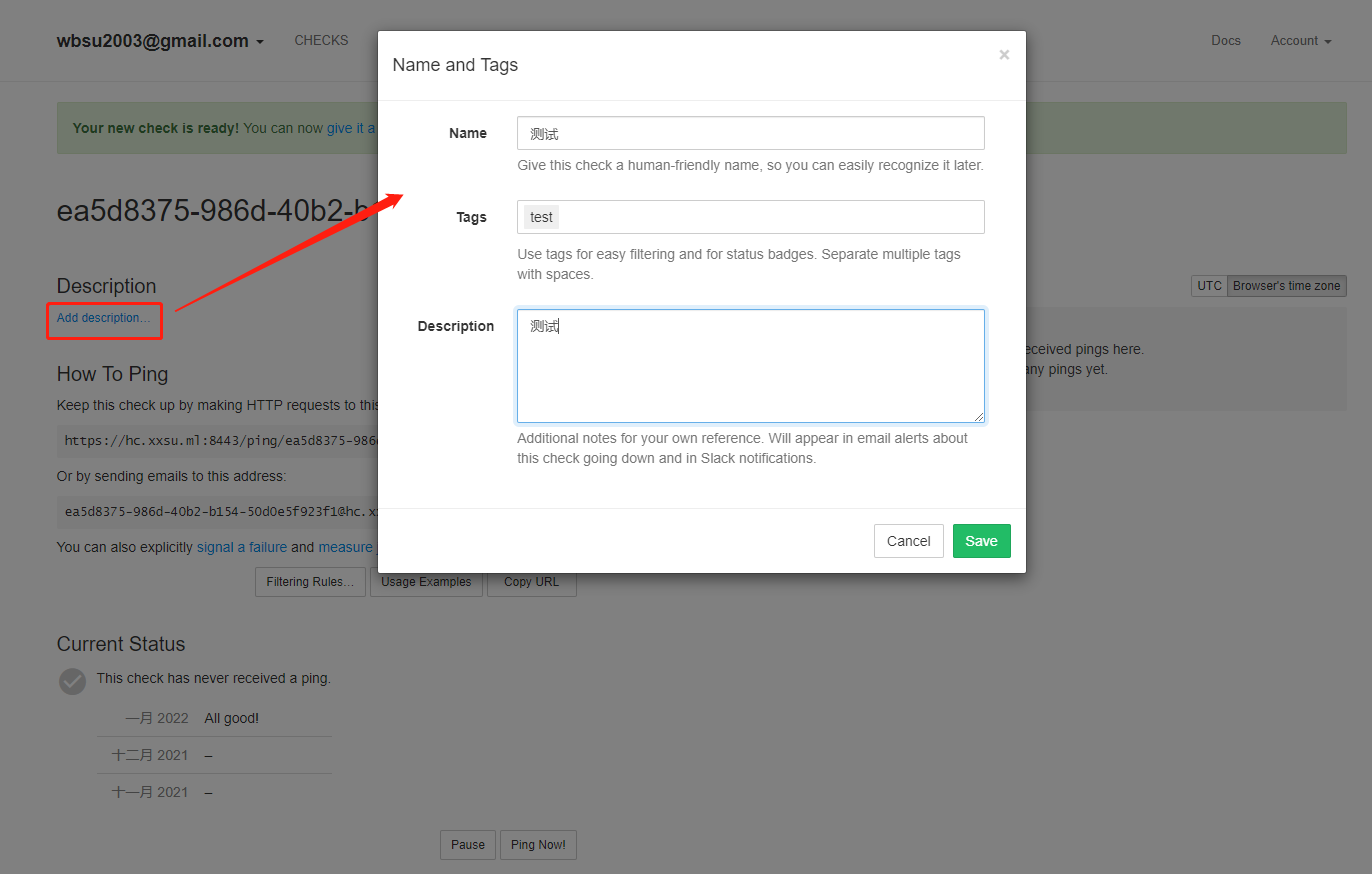 wbsu2003@gmail.com
CHECKS
Docs
Account
Name and Tags
×
Your new check is ready! You can now give it a
Name
测试
Give this check a human-friendly name, so you can easily recognize it later.
ea5d8375-986d-40b2-b
Tags
test
Use tags for easy filtering and for status badges. Separate multiple tags
with spaces.
Description
Add description...
UTC
Browser's time zone
Description
测试
eceived pings here.
any pings yet.
How To Ping
Keep this check up by making HTTP requests to this
https://hc.xxsu.ml:8443/ping/ea5d8375-986
Additional notes for your own reference. Will appear in email alerts about
this check going down and in Slack notifications.
Or by sending emails to this address:
ea5d8375-986d-40b2-b154-50d0e5f923f1@hc.x
You can also explicitly signal a failure and measure
Cancel
Save
Filtering Rules...
Usage Examples
Copy URL
Current Status
This check has never received a ping.
一月 2022 All good!
十二月 2021 –
十一月 2021 –
Pause
Ping Now!